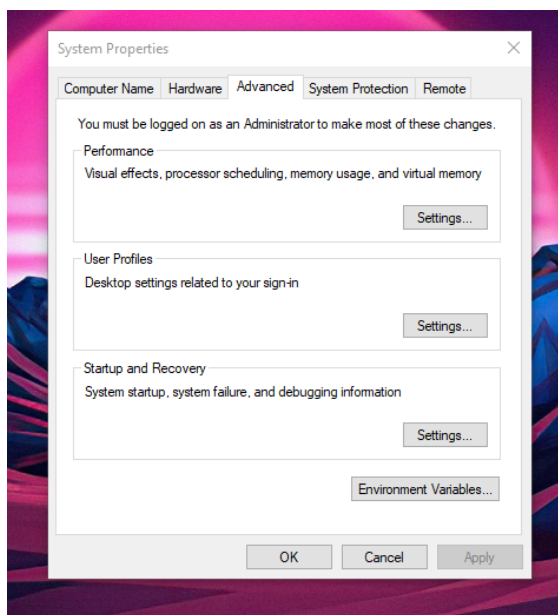 System Properties
Computer Name Hardware Advanced System Protection Remote
You must be logged on as an Administrator to make most of these changes.
Performance
Visual effects, processor scheduling, memory usage, and virtual memory
Settings...
User Profiles
Desktop settings related to your sign-in
Settings...
Startup and Recovery
System startup, system failure, and debugging information
Settings...
Environment Variables...
OK Cancel Apply